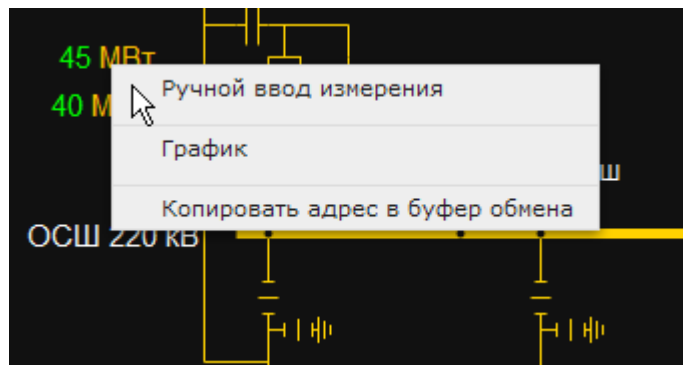 45 МВт
40 М
Ручной ввод измерения
График
Ш
Копировать адрес в буфер обмена
ОСШ 220 кВ